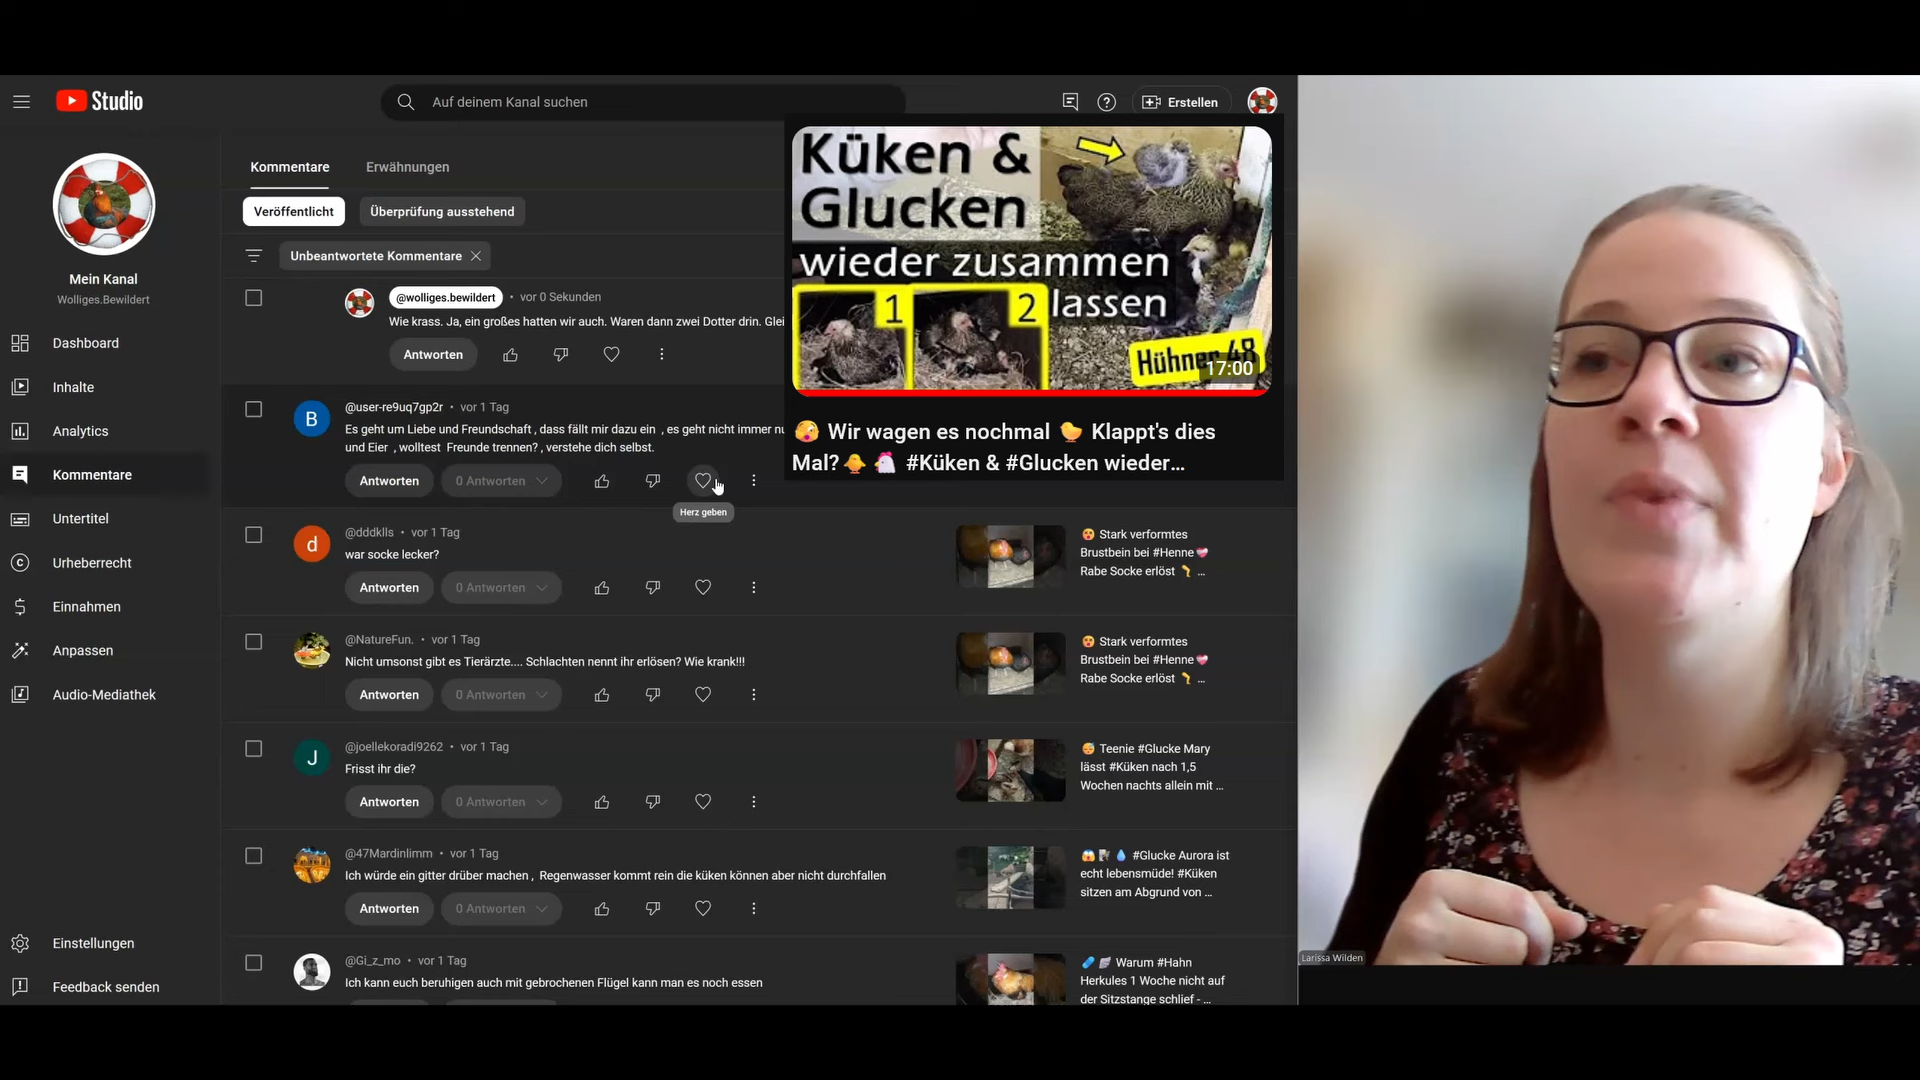 Studio
Auf deinem Kanal suchen
Erstellen
Mein Kanal
Wolliges.Bewildert
Dashboard
Inhalte
Analytics
Kommentare
Untertitel
Urheberrecht
Einnahmen
Anpassen
Audio-Mediathek
Einstellungen
Feedback senden
Kommentare
Erwähnungen
Veröffentlicht
Überprüfung ausstehend
Unbeantwortete Kommentare
@wolliges.bewildert • vor 0 Sekunden
Wie krass. Ja, ein großes hatten wir auch. Waren dann zwei Dotter drin. Glei
Antworten
B
@user-re9uq7gp2r • vor 1 Tag
Es geht um Liebe und Freundschaft , dass fällt mir dazu ein , es geht nicht immer nu
und Eier , wolltest Freunde trennen? , verstehe dich selbst.
Antworten
0 Antworten
Herz geben
d
@dddklls • vor 1 Tag
war socke lecker?
Antworten
0 Antworten
😲 Stark verformtes
Brustbein bei #Henne💔
Rabe Socke erlöst 🪓 ...
@NatureFun. • vor 1 Tag
Nicht umsonst gibt es Tierärzte.... Schlachten nennt ihr erlösen? Wie krank!!!
Antworten
0 Antworten
😲 Stark verformtes
Brustbein bei #Henne💔
Rabe Socke erlöst 🪓 ...
J
@joellekoradi9262 • vor 1 Tag
Frisst ihr die?
Antworten
0 Antworten
😴 Teenie #Glucke Mary
lässt #Küken nach 1,5
Wochen nachts allein mit ...
@47Mardinlimm • vor 1 Tag
Ich würde ein gitter drüber machen , Regenwasser kommt rein die küken können aber nicht durchfallen
Antworten
0 Antworten
#Glucke Aurora ist
echt lebensmüde! #Küken
sitzen am Abgrund von ...
@Gi_z_mo • vor 1 Tag
Ich kann euch beruhigen auch mit gebrochenen Flügel kann man es noch essen
Warum #Hahn
Herkules 1 Woche nicht auf
der Sitzstange schlief - ...
Küken &
Glucken
wieder zusammen
lassen
1
2
Hühner 48
17:00
Wir wagen es nochmal 🐤 Klappt's dies
Mal?🐥 🐔 #Küken & #Glucken wieder...
Larissa Wilden